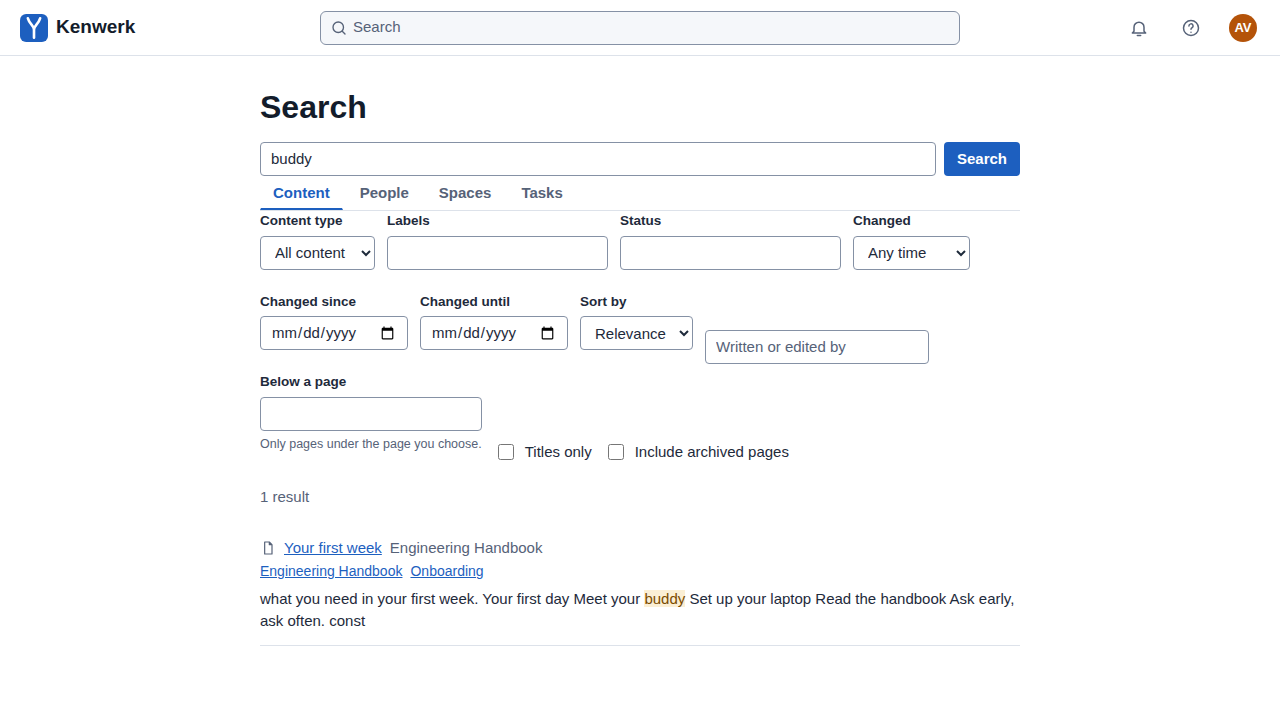 Kenwerk
Search
AV
Search
buddy
Search
Content People Spaces Tasks
Content type Labels Status Changed
All content Any time
Changed since Changed until Sort by
mm/dd/yyyy mm/dd/yyyy Relevance
Written or edited by
Below a page
Only pages under the page you choose.
Titles only Include archived pages
1 result
Your first week Engineering Handbook
Engineering Handbook Onboarding
what you need in your first week. Your first day Meet your buddy Set up your laptop Read the handbook Ask early,
ask often. const